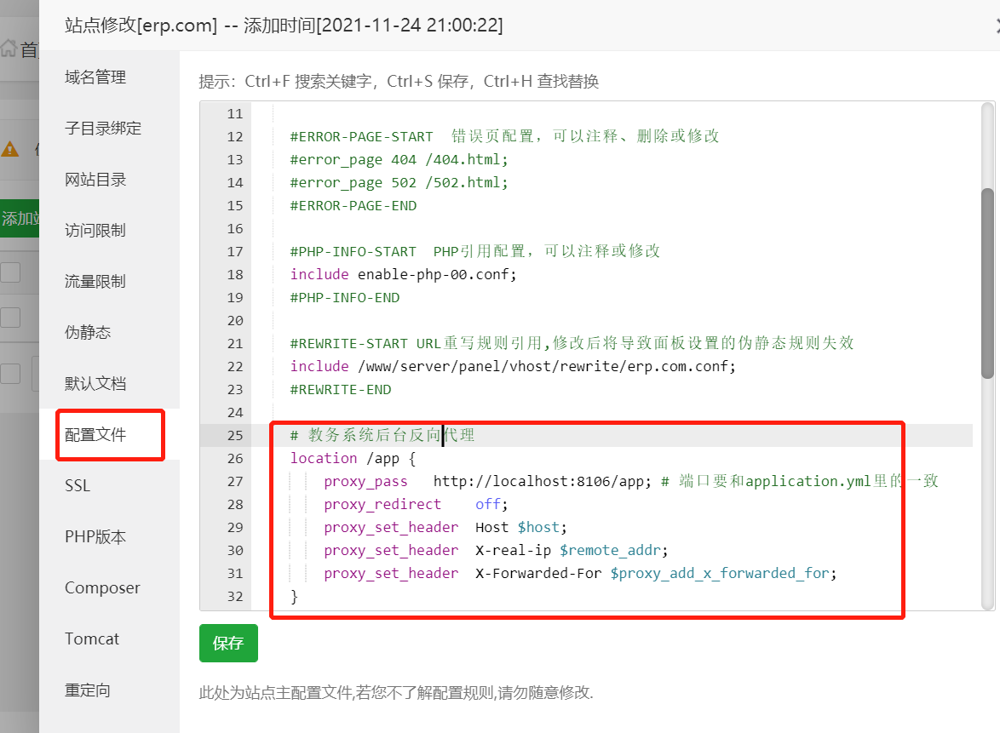 站点修改[erp.com] -- 添加时间[2021-11-24 21:00:22]
首
添加
域名管理
子目录绑定
网站目录
访问限制
流量限制
伪静态
默认文档
配置文件
SSL
PHP版本
Composer
Tomcat
重定向
提示：Ctrl+F 搜索关键字，Ctrl+S 保存，Ctrl+H 查找替换
11
12 #ERROR-PAGE-START 错误页配置，可以注释、删除或修改
13 #error_page 404 /404.html;
14 #error_page 502 /502.html;
15 #ERROR-PAGE-END
16
17 #PHP-INFO-START PHP引用配置，可以注释或修改
18 include enable-php-00.conf;
19 #PHP-INFO-END
20
21 #REWRITE-START URL重写规则引用,修改后将导致面板设置的伪静态规则失效
22 include /www/server/panel/vhost/rewrite/erp.com.conf;
23 #REWRITE-END
24
25 # 教务系统后台反向代理
26 location /app {
27 proxy_pass http://localhost:8106/app; # 端口要和application.yml里的一致
28 proxy_redirect off;
29 proxy_set_header Host $host;
30 proxy_set_header X-real-ip $remote_addr;
31 proxy_set_header X-Forwarded-For $proxy_add_x_forwarded_for;
32 }
保存
此处为站点主配置文件,若您不了解配置规则,请勿随意修改.